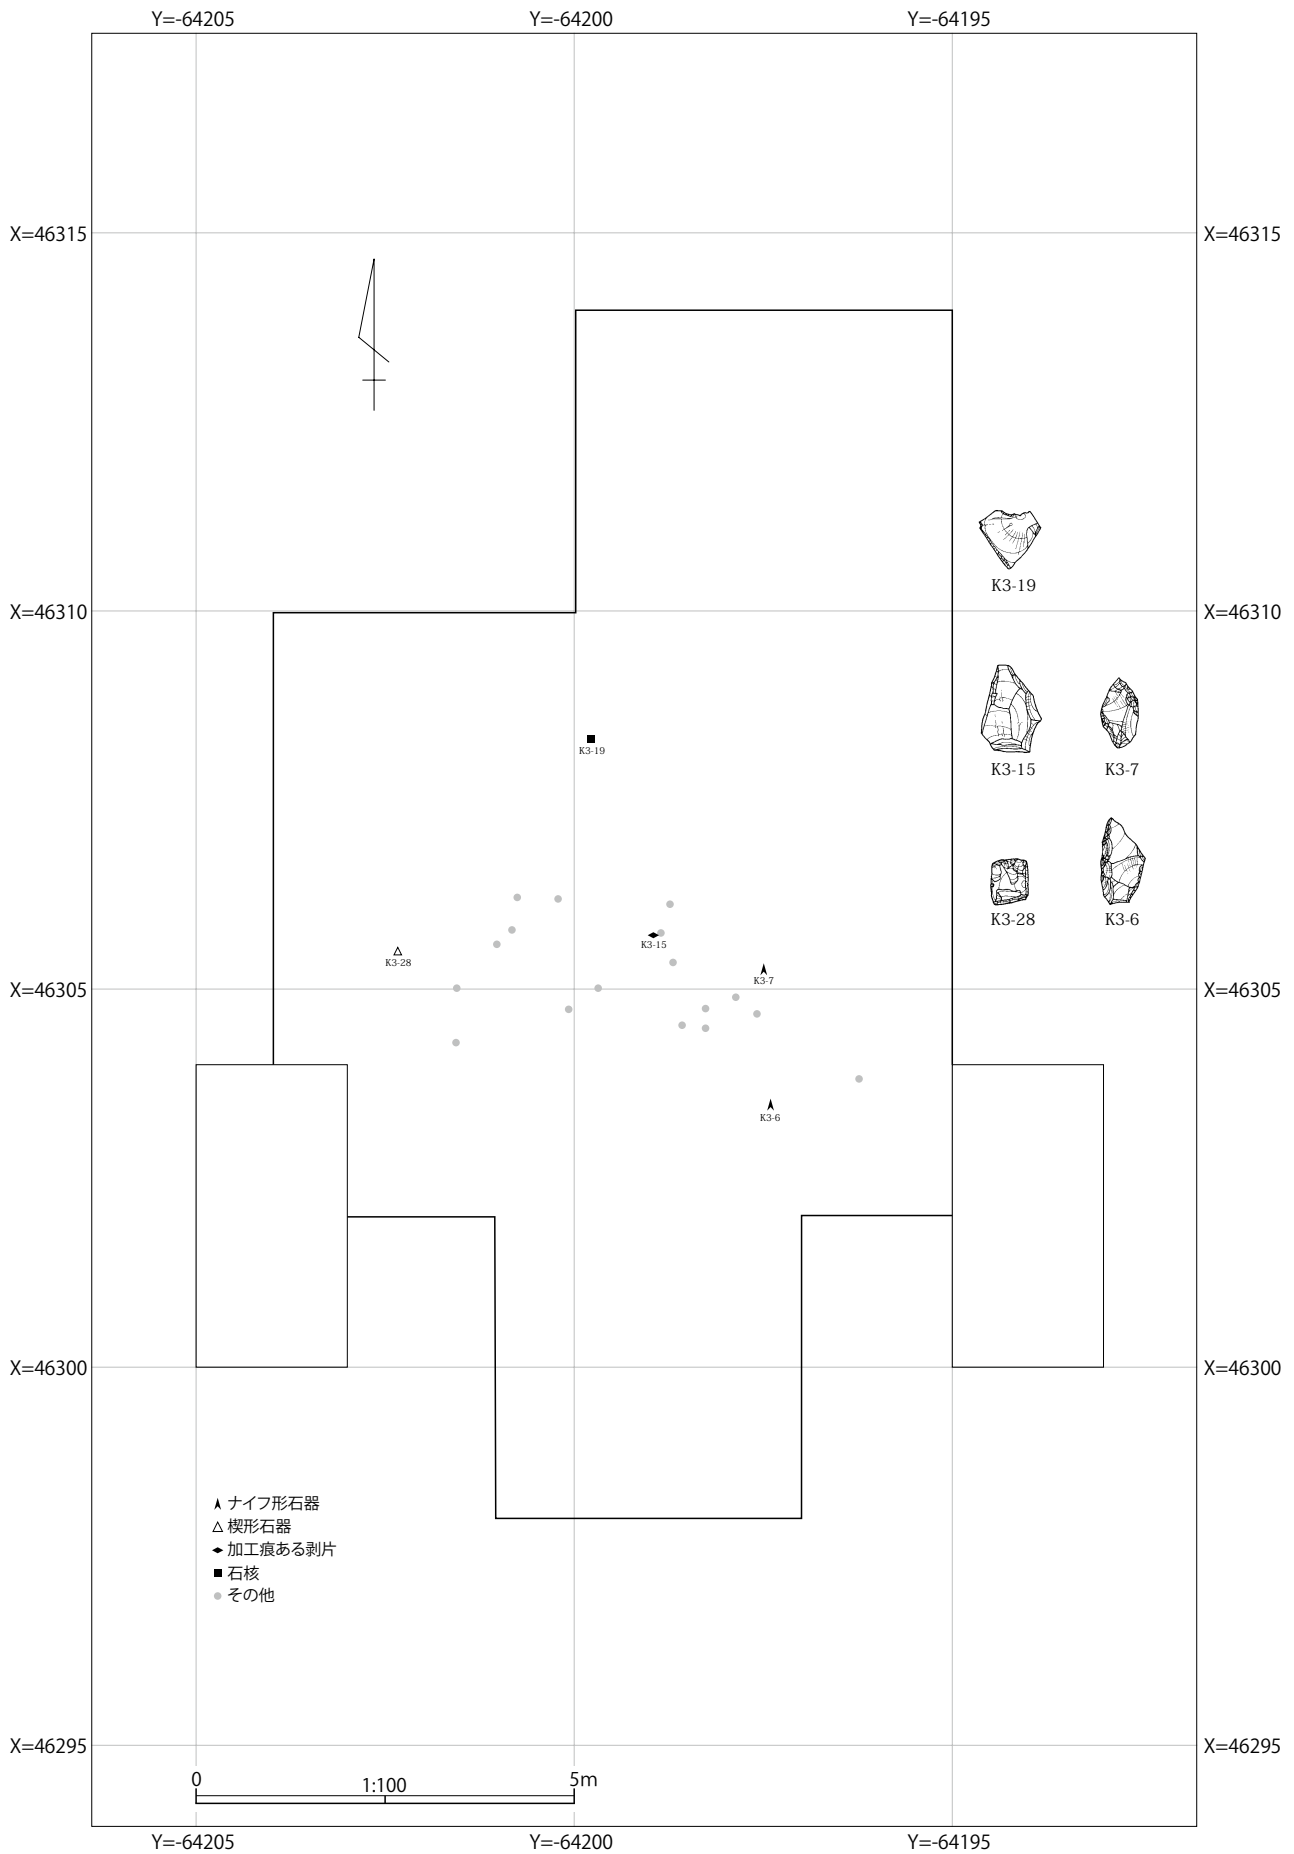 Y=-64205 Y=-64200 Y=-64195
X=46315 X=46315
K3-19
X=46310 X=46310
K3-19
K3-15 K3-7
K3-28 K3-6
K3-15
K3-28
K3-7
X=46305 X=46305
K3-6
X=46300 X=46300
ナイフ形石器
楔形石器
加工痕ある剥片
石核
その他
X=46295 X=46295
0 1:100 5m
Y=-64205 Y=-64200 Y=-64195